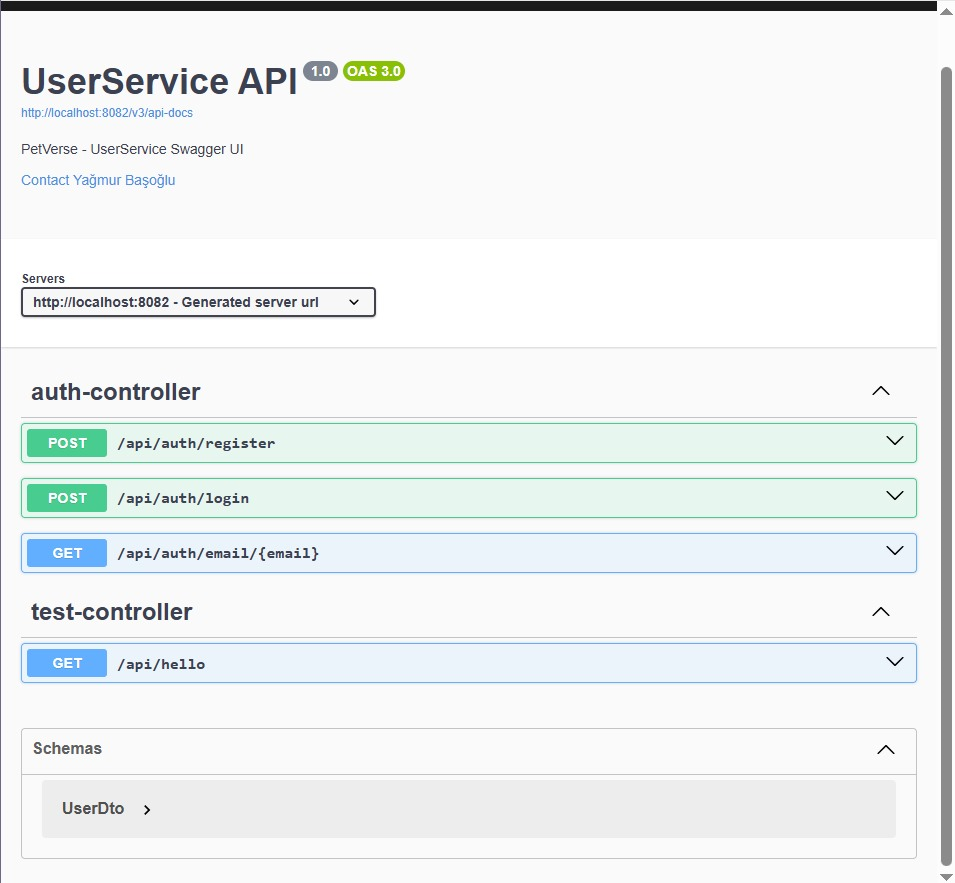 UserService API 1.0 OAS 3.0
http://localhost:8082/v3/api-docs
PetVerse - UserService Swagger UI
Contact Yağmur Başoğlu
Servers
http://localhost:8082 - Generated server url
auth-controller
POST /api/auth/register
POST /api/auth/login
GET /api/auth/email/{email}
test-controller
GET /api/hello
Schemas
UserDto